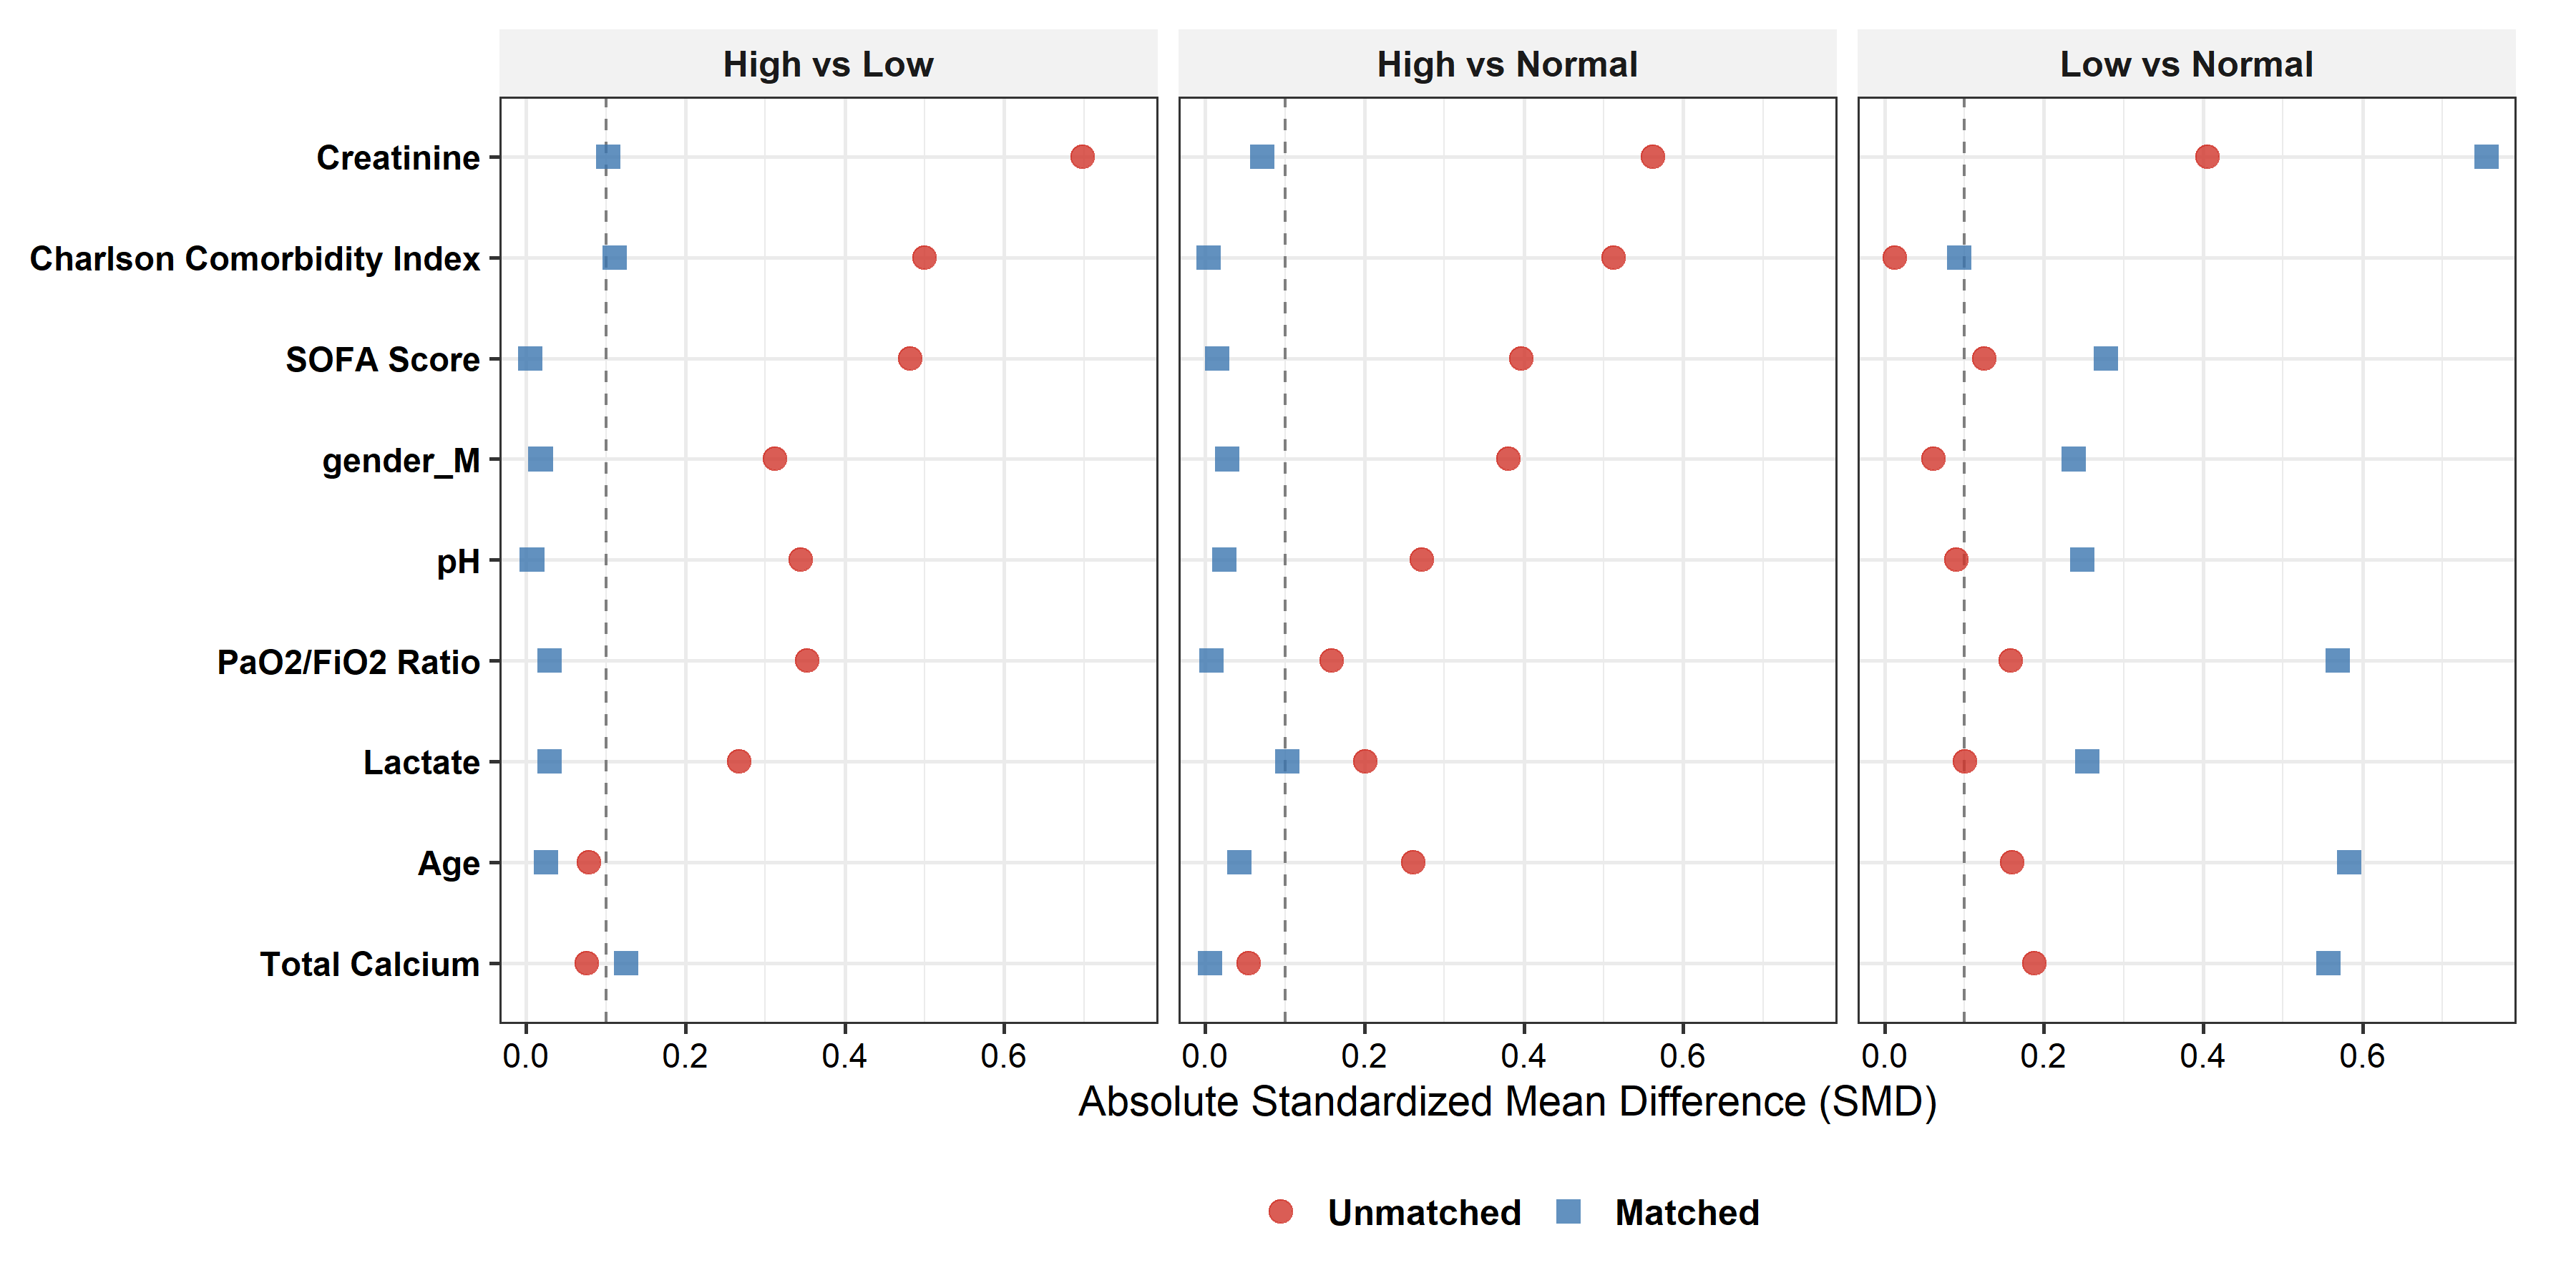 High vs Low
High vs Normal
Low vs Normal
Creatinine
Charlson Comorbidity Index
SOFA Score
gender_M
pH
PaO2/FiO2 Ratio
Lactate
Age
Total Calcium
0.0 0.2 0.4 0.6
0.0 0.2 0.4 0.6
0.0 0.2 0.4 0.6
Absolute Standardized Mean Difference (SMD)
Unmatched Matched